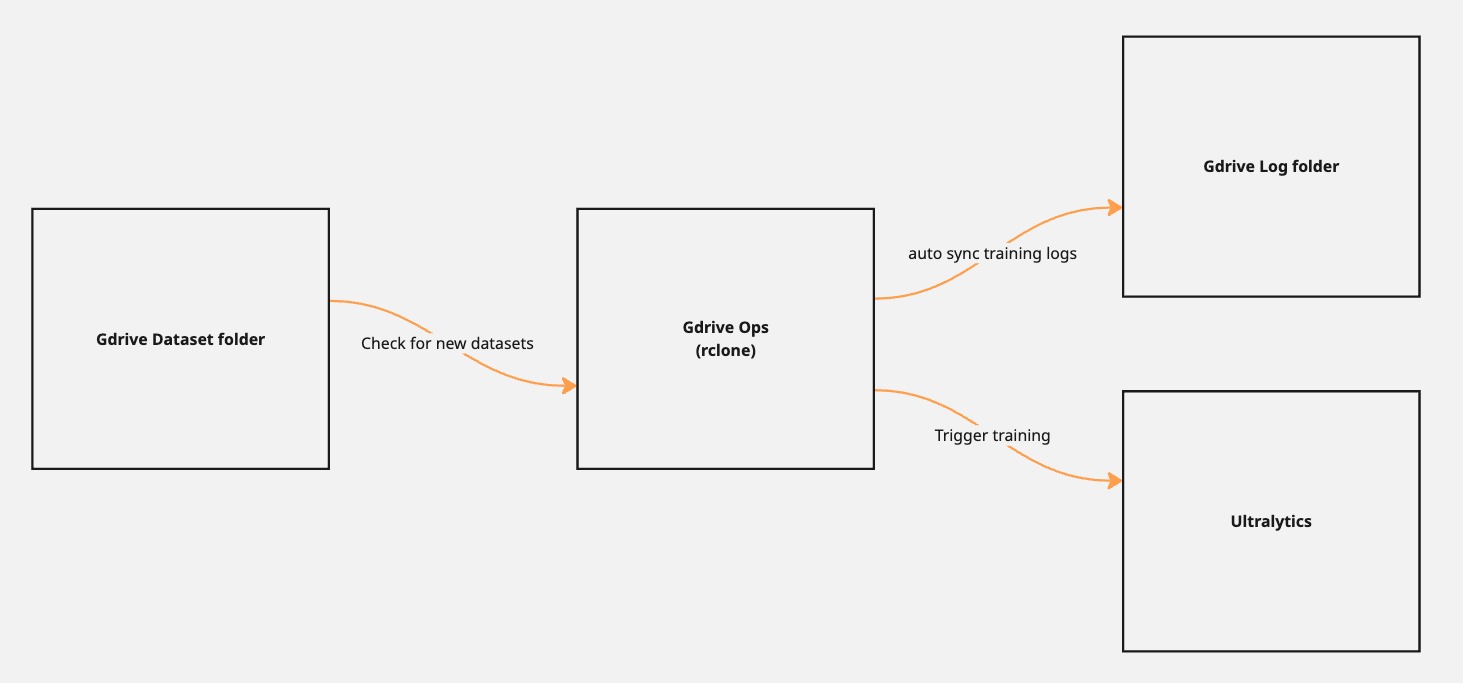 Gdrive Dataset folder
Check for new datasets
Gdrive Ops
(rclone)
auto sync training logs
Gdrive Log folder
Trigger training
Ultralytics